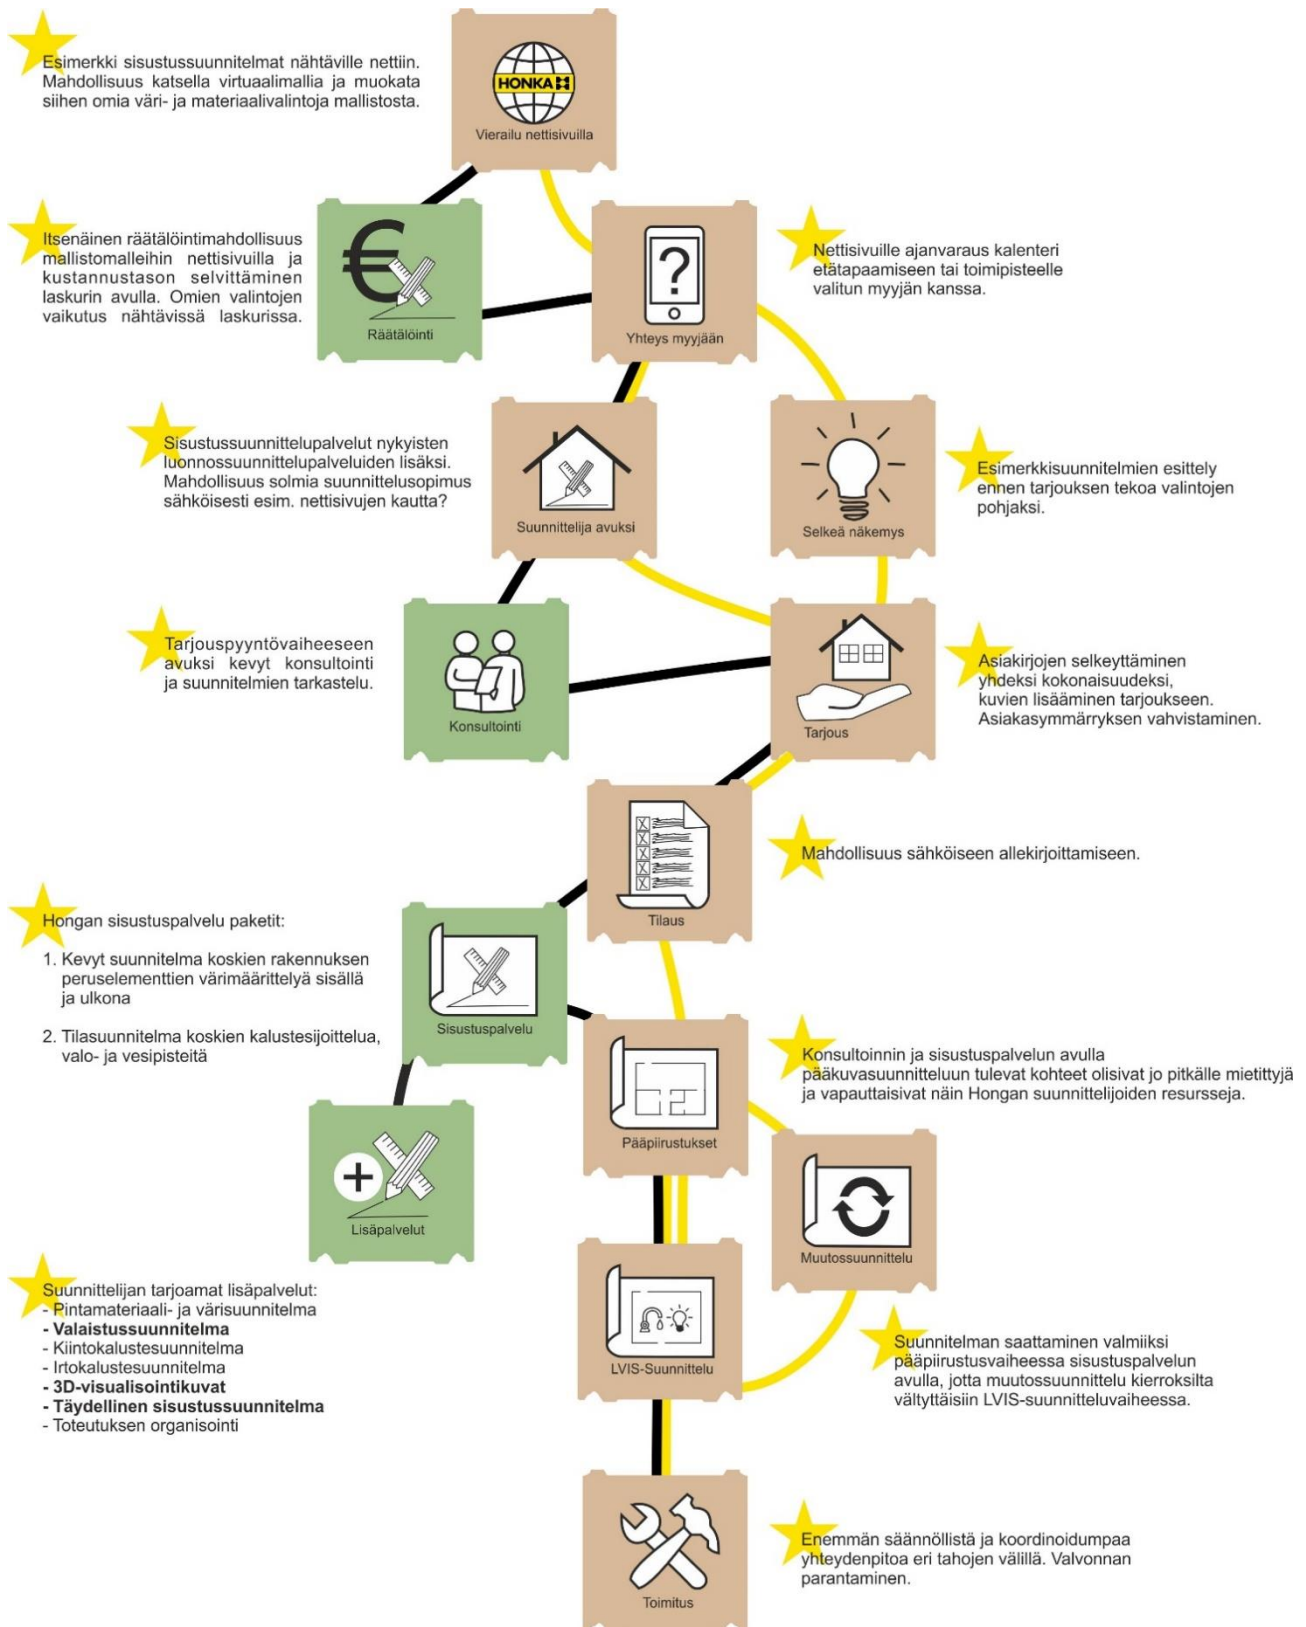 Esimerkki sisustussuunnitelmat nähtäville nettiin.
Mahdollisuus katsella virtuaalimallia ja muokata
siihen omia väri- ja materiaalivalintoja mallistosta.
HONKA
Vierailu nettisivuilla
Itsenäinen räätälöintimahdollisuus
mallistomalleihin nettisivuilla ja
kustannustason selvittäminen
laskurin avulla. Omien valintojen
vaikutus nähtävissä laskurissa.
€
Räätälöinti
?
Yhteys myyjään
Nettisivuille ajanvaraus kalenteri
etätapaamiseen tai toimipisteelle
valitun myyjän kanssa.
Sisustussuunnittelupalvelut nykyisten
luonnossuunnittelupalveluiden lisäksi.
Mahdollisuus solmia suunnittelusopimus
sähköisesti esim. nettisivujen kautta?
Suunnittelija avuksi
Selkeä näkemys
Esimerkkisuunnitelmien esittely
ennen tarjouksen tekoa valintojen
pohjaksi.
Tarjouspyyntövaiheeseen
avuksi kevyt konsultointi
ja suunnitelmien tarkastelu.
Konsultointi
Tarjous
Asiakirjojen selkeyttäminen
yhdeksi kokonaisuudeksi,
kuvien lisääminen tarjoukseen.
Asiakasymmärryksen vahvistaminen.
Tilaus
Mahdollisuus sähköiseen allekirjoittamiseen.
Hongan sisustuspalvelu paketit:
1. Kevyt suunnitelma koskien rakennuksen
peruselementtien värimäärittelyä sisällä
ja ulkona
2. Tilasuunnitelma koskien kalustesijoittelua,
valo- ja vesipisteitä
Sisustuspalvelu
Pääpiirustukset
Konsultoinnin ja sisustuspalvelun avulla
pääkuvasuunnitteluun tulevat kohteet olisivat jo pitkälle mietittyjä
ja vapauttaisivat näin Hongan suunnittelijoiden resursseja.
+
Lisäpalvelut
Muutossuunnittelu
Suunnittelijan tarjoamat lisäpalvelut:
- Pintamateriaali- ja värisuunnitelma
- Valaistussuunnitelma
- Kiintokalustesuunnitelma
- Irtokalustesuunnitelma
- 3D-visualisointikuvat
- Täydellinen sisustussuunnitelma
- Toteutuksen organisointi
LVIS-Suunnittelu
Suunnitelman saattaminen valmiiksi
pääpiirustusvaiheessa sisustuspalvelun
avulla, jotta muutossuunnittelu kierroksilta
vältyttäisiin LVIS-suunnitteluvaiheessa.
Toimitus
Enemmän säännöllistä ja koordinoidumpaa
yhteydenpitoa eri tahojen välillä. Valvonnan
parantaminen.